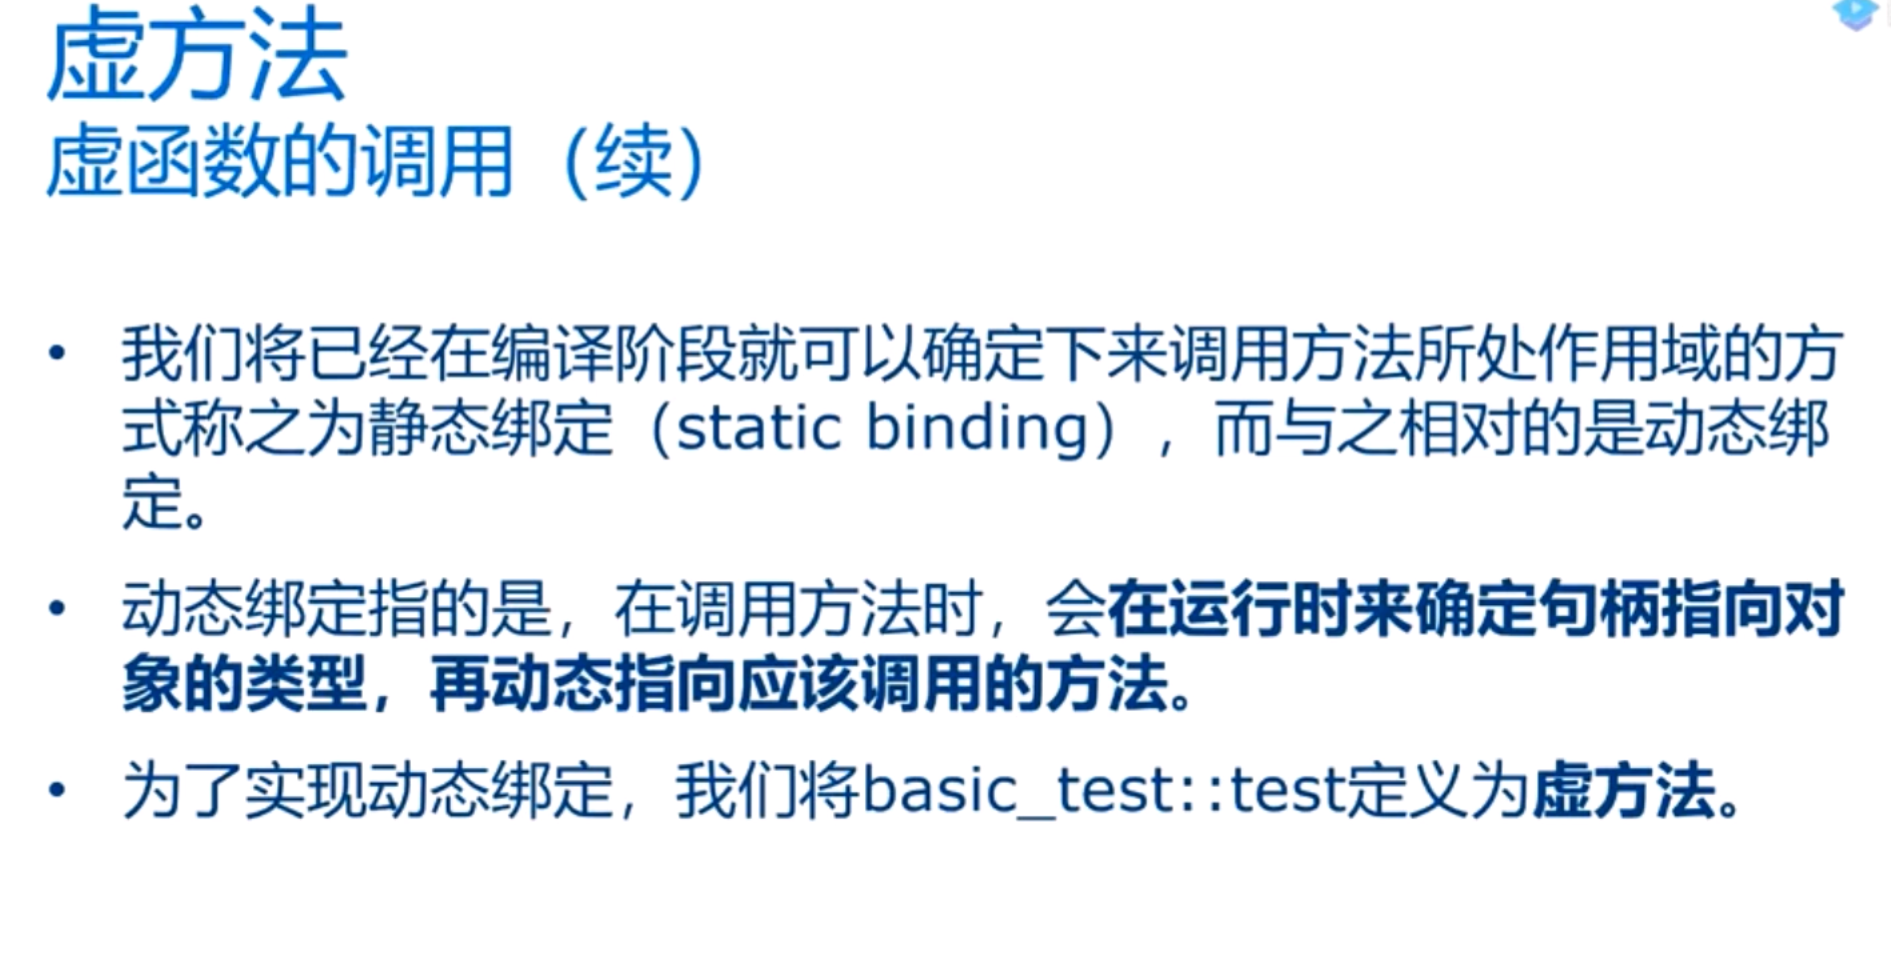 虚方法
虚函数的调用（续）
• 我们将已经在编译阶段就可以确定下来调用方法所处作用域的方
式称之为静态绑定（static binding），而与之相对的是动态绑
定。
• 动态绑定指的是，在调用方法时，会在运行时来确定句柄指向对
象的类型，再动态指向应该调用的方法。
• 为了实现动态绑定，我们将basic_test::test定义为虚方法。